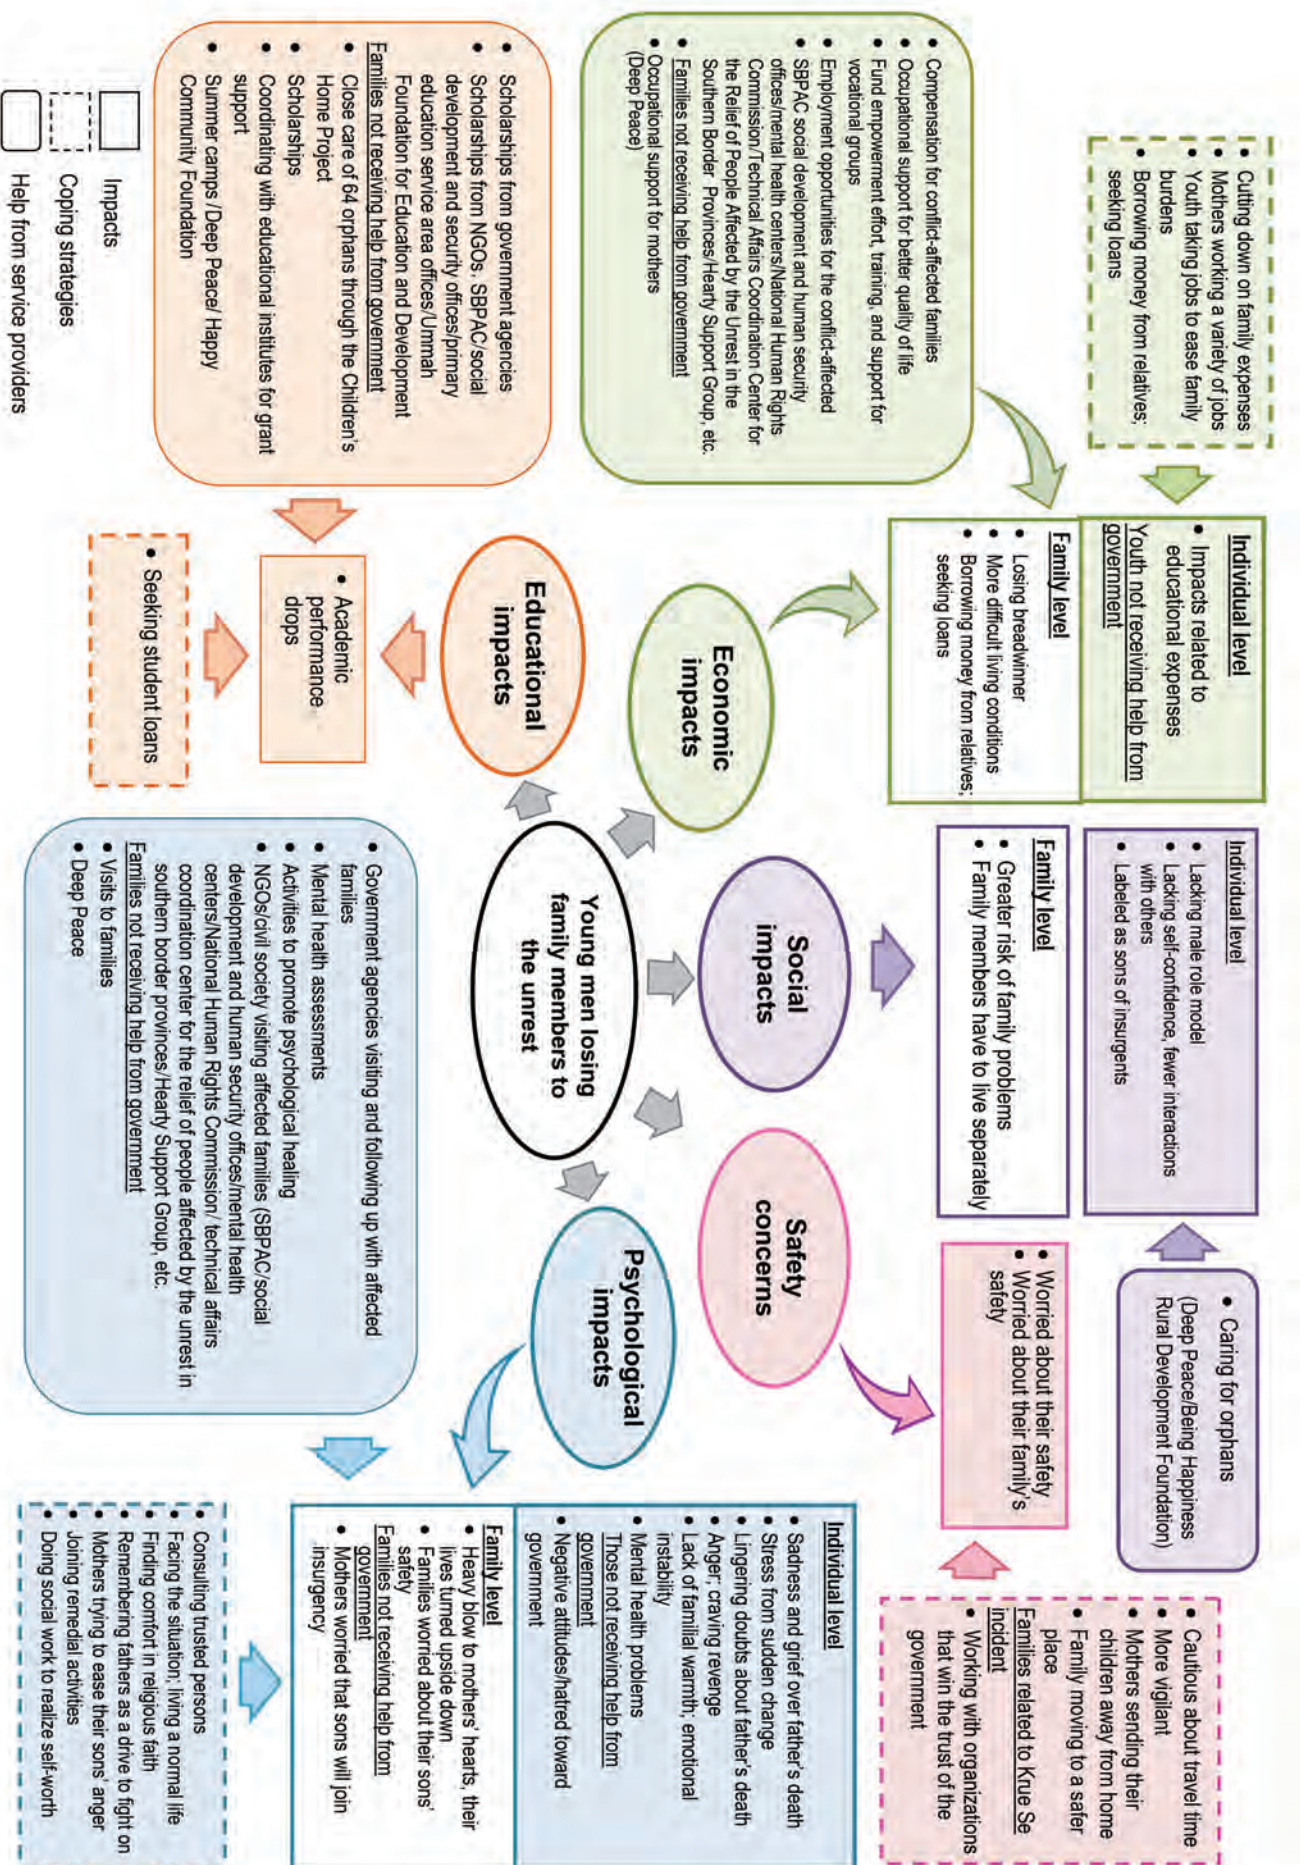 • Cutting down on family expenses
• Mothers working a variety of jobs
• Youth taking jobs to ease family
burdens
• Borrowing money from relatives;
seeking loans
Individual level
• Impacts related to
educational expenses
Youth not receiving help from
government
Family level
• Losing breadwinner
• More difficult living conditions
• Borrowing money from relatives;
seeking loans
• Compensation for conflict-affected families
• Occupational support for better quality of life
• Fund empowerment effort, training, and support for
vocational groups
• Employment opportunities for the conflict-affected
• SBPAC social development and human security
offices/mental health centers/National Human Rights
Commission/Technical Affairs Coordination Center for
the Relief of People Affected by the Unrest in the
Southern Border Provinces/Hearty Support Group, etc.
• Families not receiving help from government
• Occupational support for mothers
(Deep Peace)
Economic
impacts
Individual level
• Lacking male role model
• Lacking self-confidence, fewer interactions
with others
• Labeled as sons of insurgents
Family level
• Greater risk of family problems
• Family members have to live separately
• Caring for orphans
(Deep Peace/Being Happiness
Rural Development Foundation)
Social
impacts
• Worried about their safety
• Worried about their family's
safety
• Cautious about travel time
• More vigilant
• Mothers sending their
children away from home
• Family moving to a safer
place
Families related to Krue Se
incident
• Working with organizations
that win the trust of the
government
Safety
concerns
Young men losing
family members to
the unrest
Educational
impacts
• Academic
performance
drops
• Seeking student loans
• Scholarships from government agencies
• Scholarships from NGOs. SBPAC/social
development and security offices/primary
education service area offices/Ummah
Foundation for Education and Development
Families not receiving help from government
• Close care of 64 orphans through the Children's
Home Project
• Scholarships
• Coordinating with educational institutes for grant
support
• Summer camps /Deep Peace/ Happy
Community Foundation
Psychological
impacts
• Government agencies visiting and following up with affected
families
• Mental health assessments
• Activities to promote psychological healing
• NGOs/civil society visiting affected families (SBPAC/social
development and human security offices/mental health
centers/National Human Rights Commission/ technical affairs
coordination center for the relief of people affected by the unrest in
southern border provinces/Hearty Support Group, etc.
Families not receiving help from government
• Visits to families
• Deep Peace
Individual level
• Sadness and grief over father's death
• Stress from sudden change
• Lingering doubts about father's death
• Anger; craving revenge
• Lack of familial warmth; emotional
instability
• Mental health problems
Those not receiving help from
government
• Negative attitudes/hatred toward
government
Family level
• Heavy blow to mothers' hearts, their
lives turned upside down
• Families worried about their sons'
safety
Families not receiving help from
government
• Mothers worried that sons will join
insurgency
• Consulting trusted persons
• Facing the situation; living a normal life
• Finding comfort in religious faith
• Remembering fathers as a drive to fight on
• Mothers trying to ease their sons' anger
• Joining remedial activities
• Doing social work to realize self-worth
Impacts
Coping strategies
Help from service providers